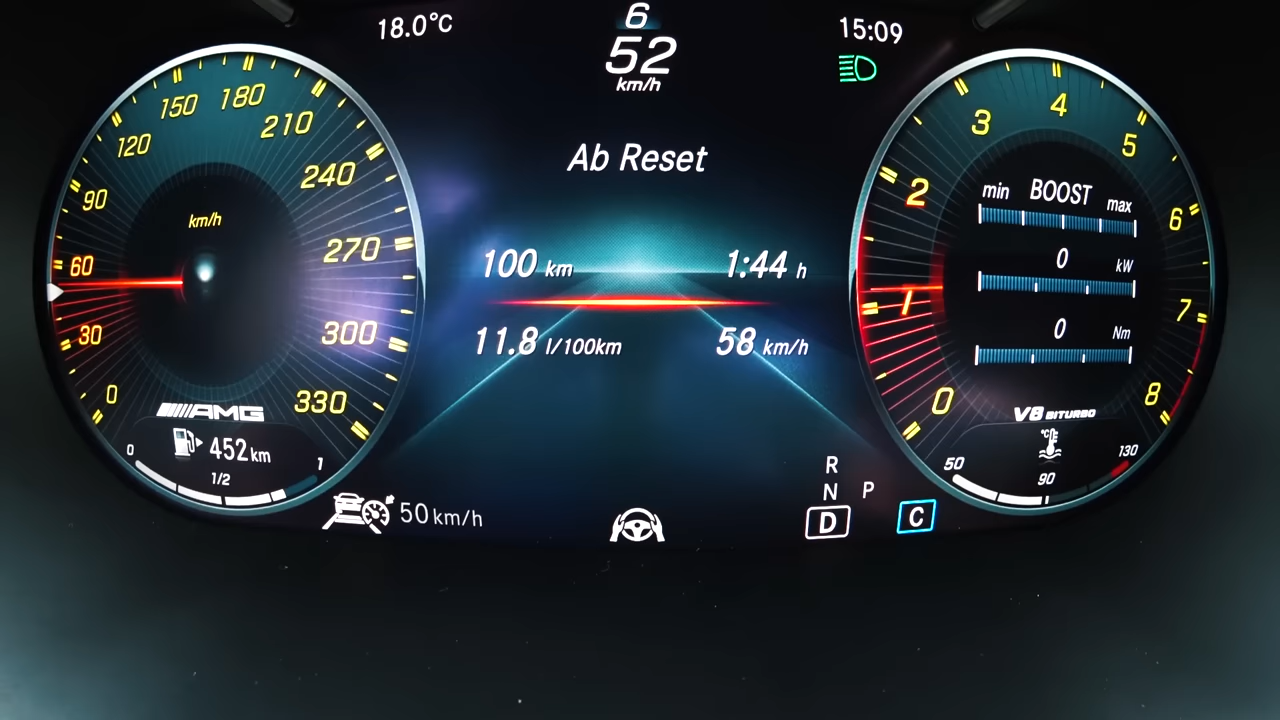 18.0°C
6
52
km/h
15:09
Ab Reset
100 km
1:44 h
11.8 l/100km
58 km/h
0
30
60
90
120
150
180
210
240
270
300
330
km/h
AMG
452 km
0
1/2
1
50 km/h
R
N
P
D
C
0
1
2
3
4
5
6
7
8
min BOOST max
0 kW
0 Nm
V8 BITURBO
°C
50
90
130